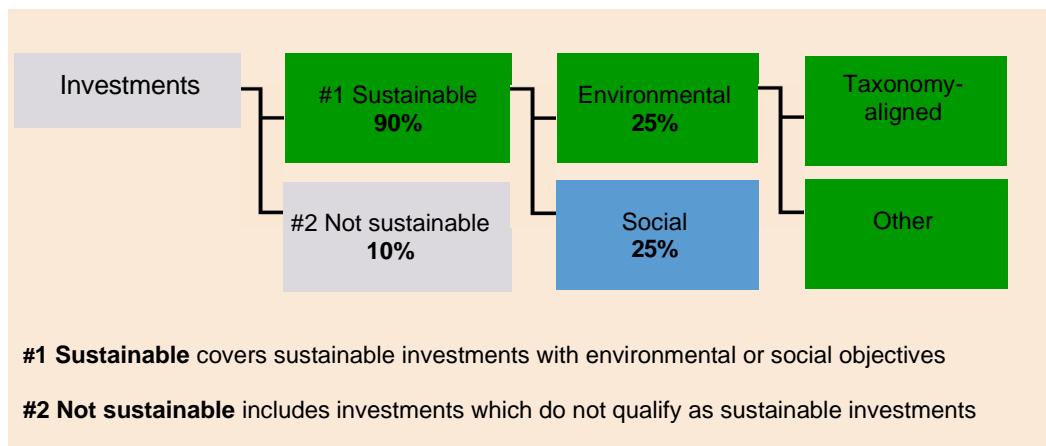 Investments
#1 Sustainable
90%
Environmental
25%
Taxonomy-
aligned
#2 Not sustainable
10%
Social
25%
Other
#1 Sustainable covers sustainable investments with environmental or social objectives
#2 Not sustainable includes investments which do not qualify as sustainable investments